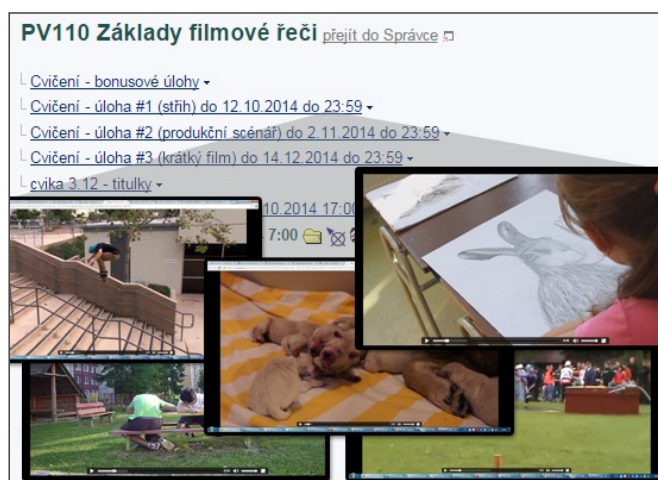 PV110 Základy filmové řeči přejít do Správce
Cvičení - bonusové úlohy
Cvičení - úloha #1 (střih) do 12.10.2014 do 23:59
Cvičení - úloha #2 (produkční scénář) do 2.11.2014 do 23:59
Cvičení - úloha #3 (krátký film) do 14.12.2014 do 23:59
cvika 3.12 - titulky
10.2014 17:00
7:00